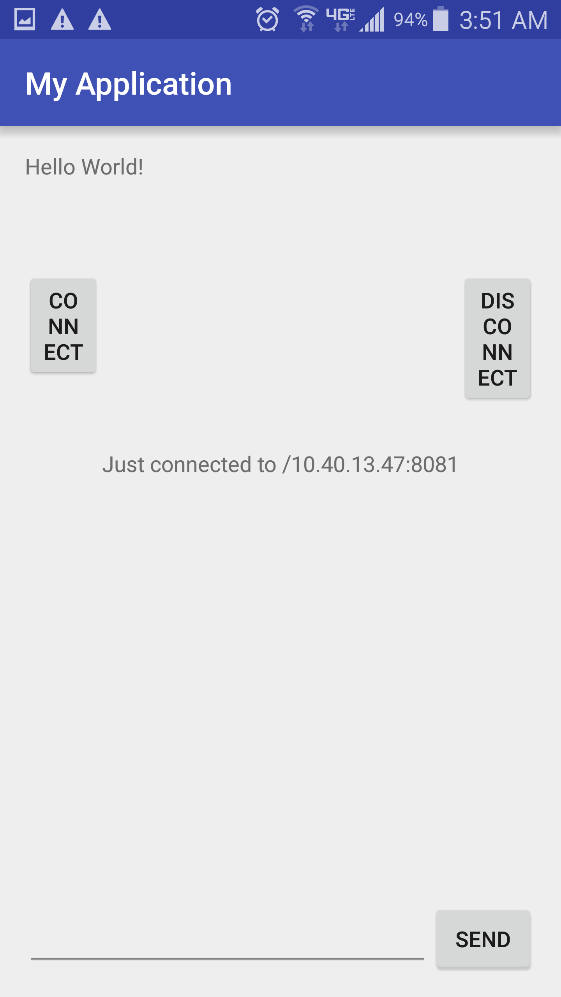 94% 3:51 AM
My Application
Hello World!
CO
NN
ECT
DIS
CO
NN
ECT
Just connected to /10.40.13.47:8081
SEND